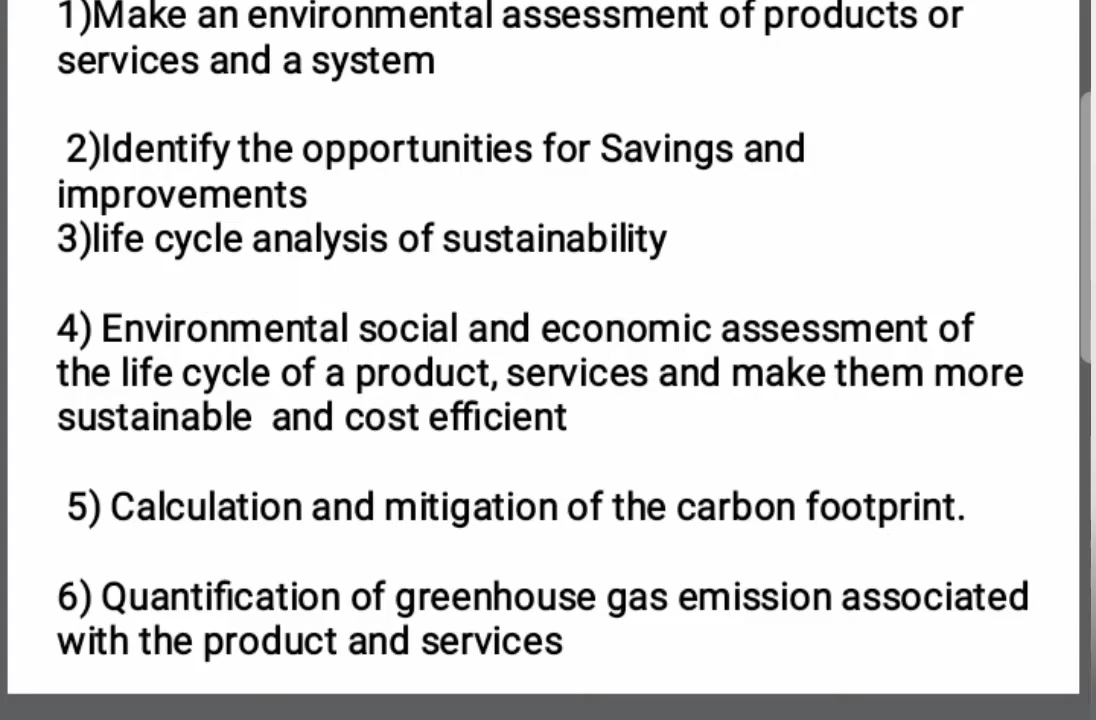 1)Make an environmental assessment of products or
services and a system
2)Identify the opportunities for Savings and
improvements
3)life cycle analysis of sustainability
4) Environmental social and economic assessment of
the life cycle of a product, services and make them more
sustainable  and cost efficient
5) Calculation and mitigation of the carbon footprint.
6) Quantification of greenhouse gas emission associated
with the product and services